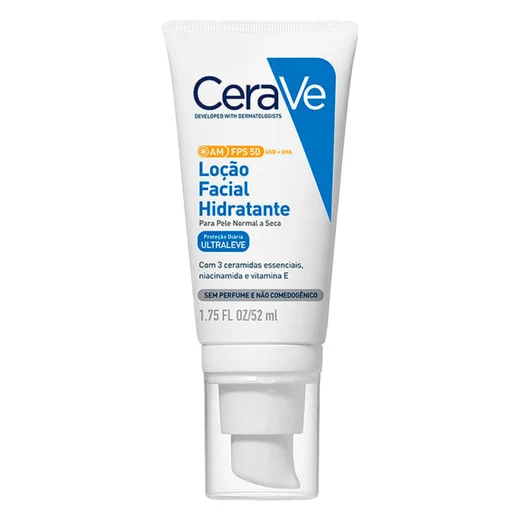 CeraVe
DEVELOPED WITH DERMATOLOGISTS
AM FPS 50 UVB + UVA
Loção
Facial
Hidratante
Para Pele Normal a Seca
Proteção Diária
ULTRALEVE
Com 3 ceramidas essenciais,
niacinamida e vitamina E
SEM PERFUME E NÃO COMEDOGÊNICO
1.75 FL OZ/52 ml